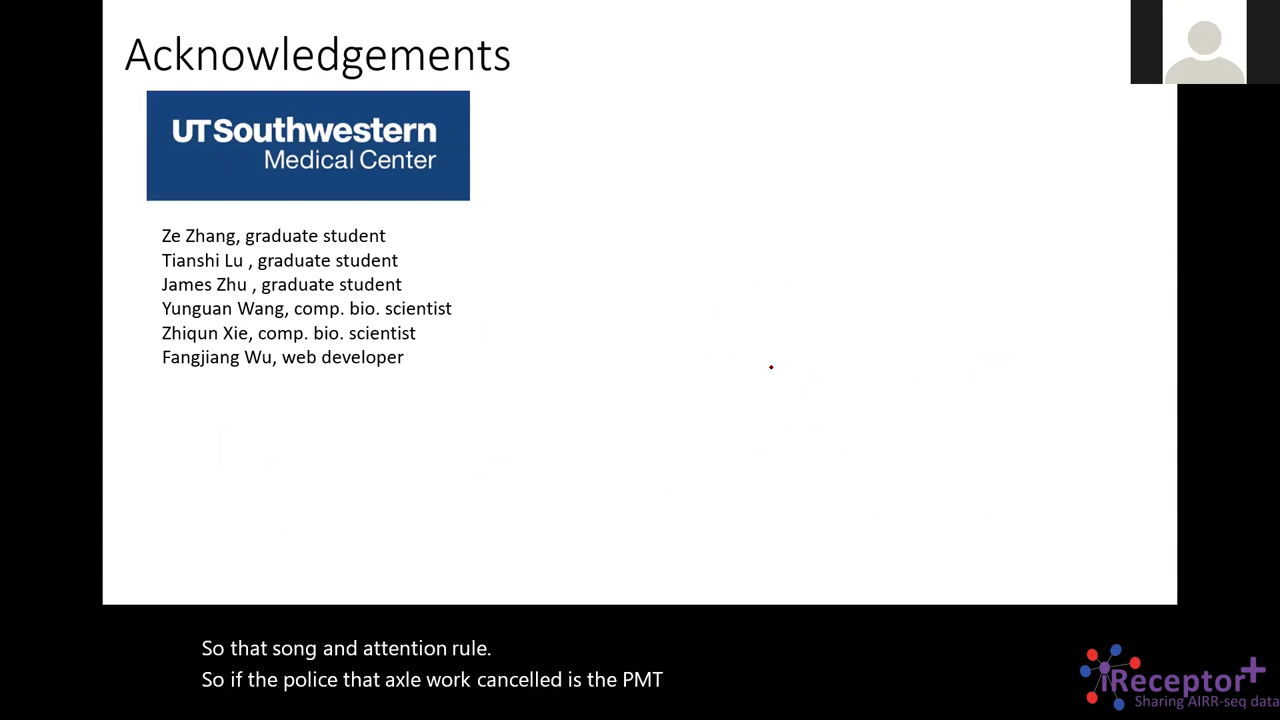 Acknowledgements
UT Southwestern
Medical Center
Ze Zhang, graduate student
Tianshi Lu , graduate student
James Zhu , graduate student
Yunguan Wang, comp. bio. scientist
Zhiqun Xie, comp. bio. scientist
Fangjiang Wu, web developer
So that song and attention rule.
So if the police that axle work cancelled is the PMT
iReceptor+
Sharing AIRR-seq data